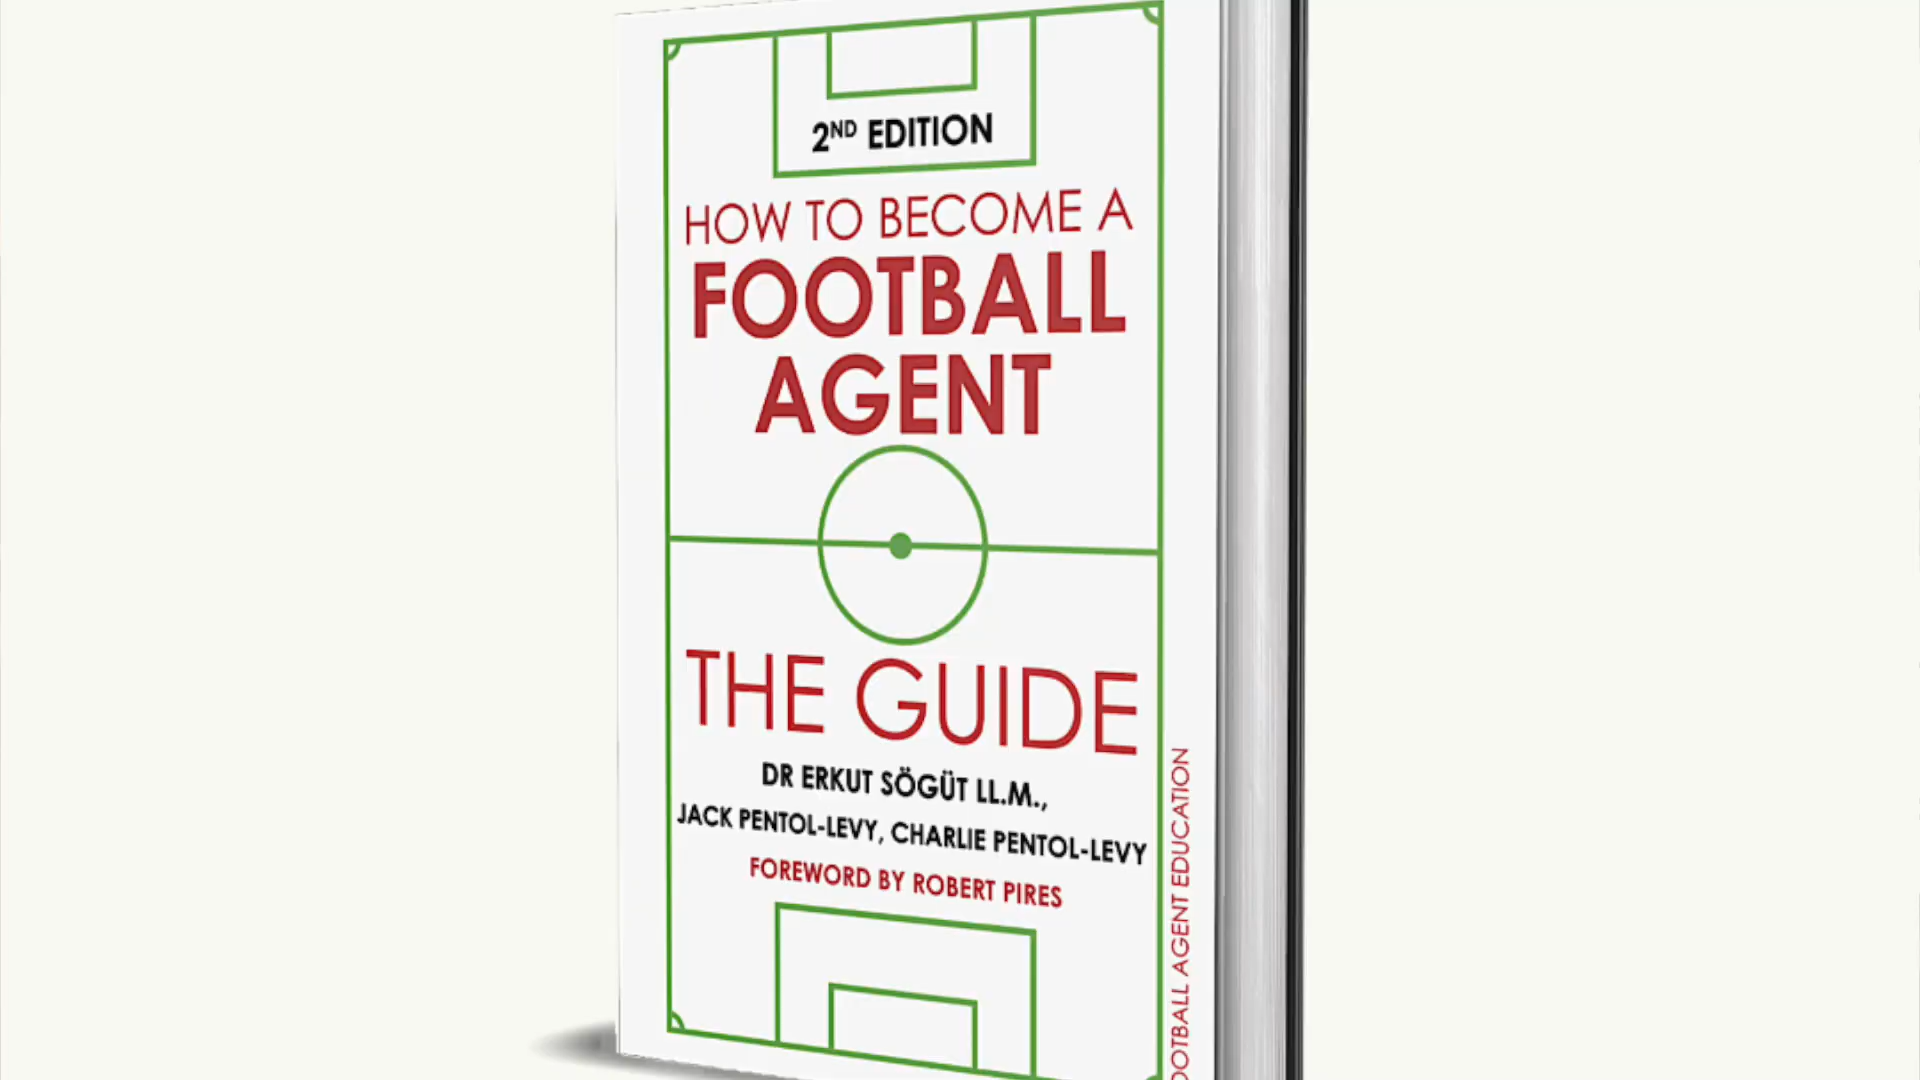 2ND EDITION
HOW TO BECOME A
FOOTBALL
AGENT
THE GUIDE
DR ERKUT SÖGÜT LL.M.,
JACK PENTOL-LEVY, CHARLIE PENTOL-LEVY
FOREWORD BY ROBERT PIRES
AGENT EDUCATION